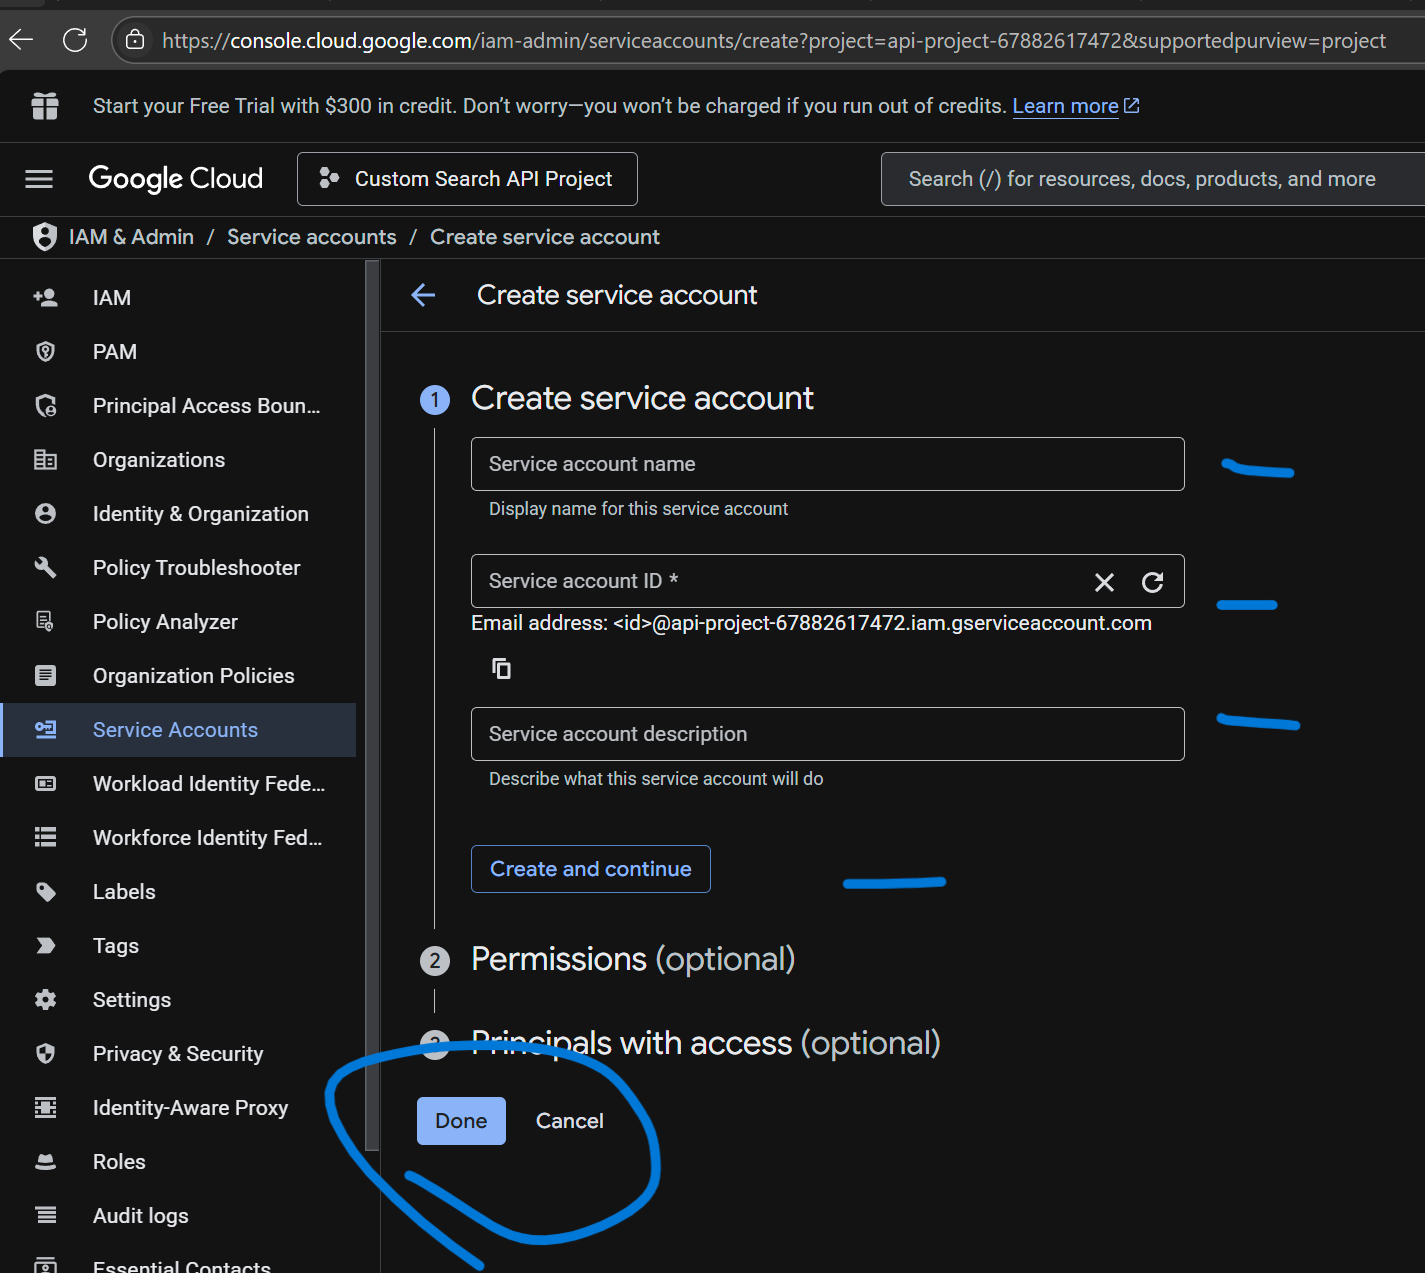 https://console.cloud.google.com/iam-admin/serviceaccounts/create?project=api-project-67882617472&supportedpurview=project
Start your Free Trial with $300 in credit. Don’t worry—you won’t be charged if you run out of credits. Learn more
Google Cloud
Custom Search API Project
Search (/) for resources, docs, products, and more
IAM & Admin / Service accounts / Create service account
IAM
PAM
Principal Access Boun...
Organizations
Identity & Organization
Policy Troubleshooter
Policy Analyzer
Organization Policies
Service Accounts
Workload Identity Fede...
Workforce Identity Fed...
Labels
Tags
Settings
Privacy & Security
Identity-Aware Proxy
Roles
Audit logs
Essential Contacts
Create service account
1 Create service account
Service account name
Display name for this service account
Service account ID *
Email address: <id>@api-project-67882617472.iam.gserviceaccount.com
Service account description
Describe what this service account will do
Create and continue
2 Permissions (optional)
3 Principals with access (optional)
Done Cancel